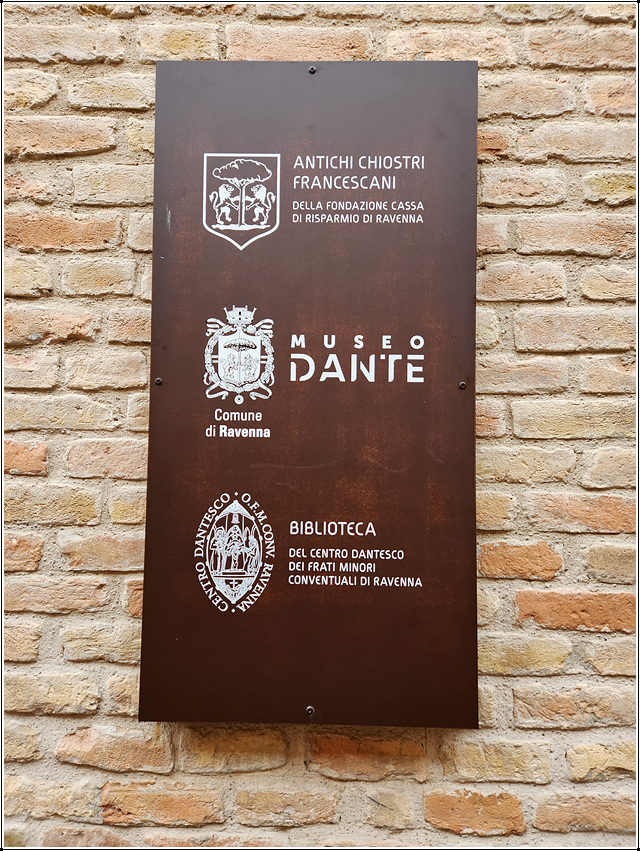 ANTICHI CHIOSTRI
FRANCESCANI
DELLA FONDAZIONE CASSA
DI RISPARMIO DI RAVENNA
MUSEO
DANTE
Comune
di Ravenna
CENTRO DANTESCO • O.F.M. CONV. RAVENNA •
BIBLIOTECA
DEL CENTRO DANTESCO
DEI FRATI MINORI
CONVENTUALI DI RAVENNA